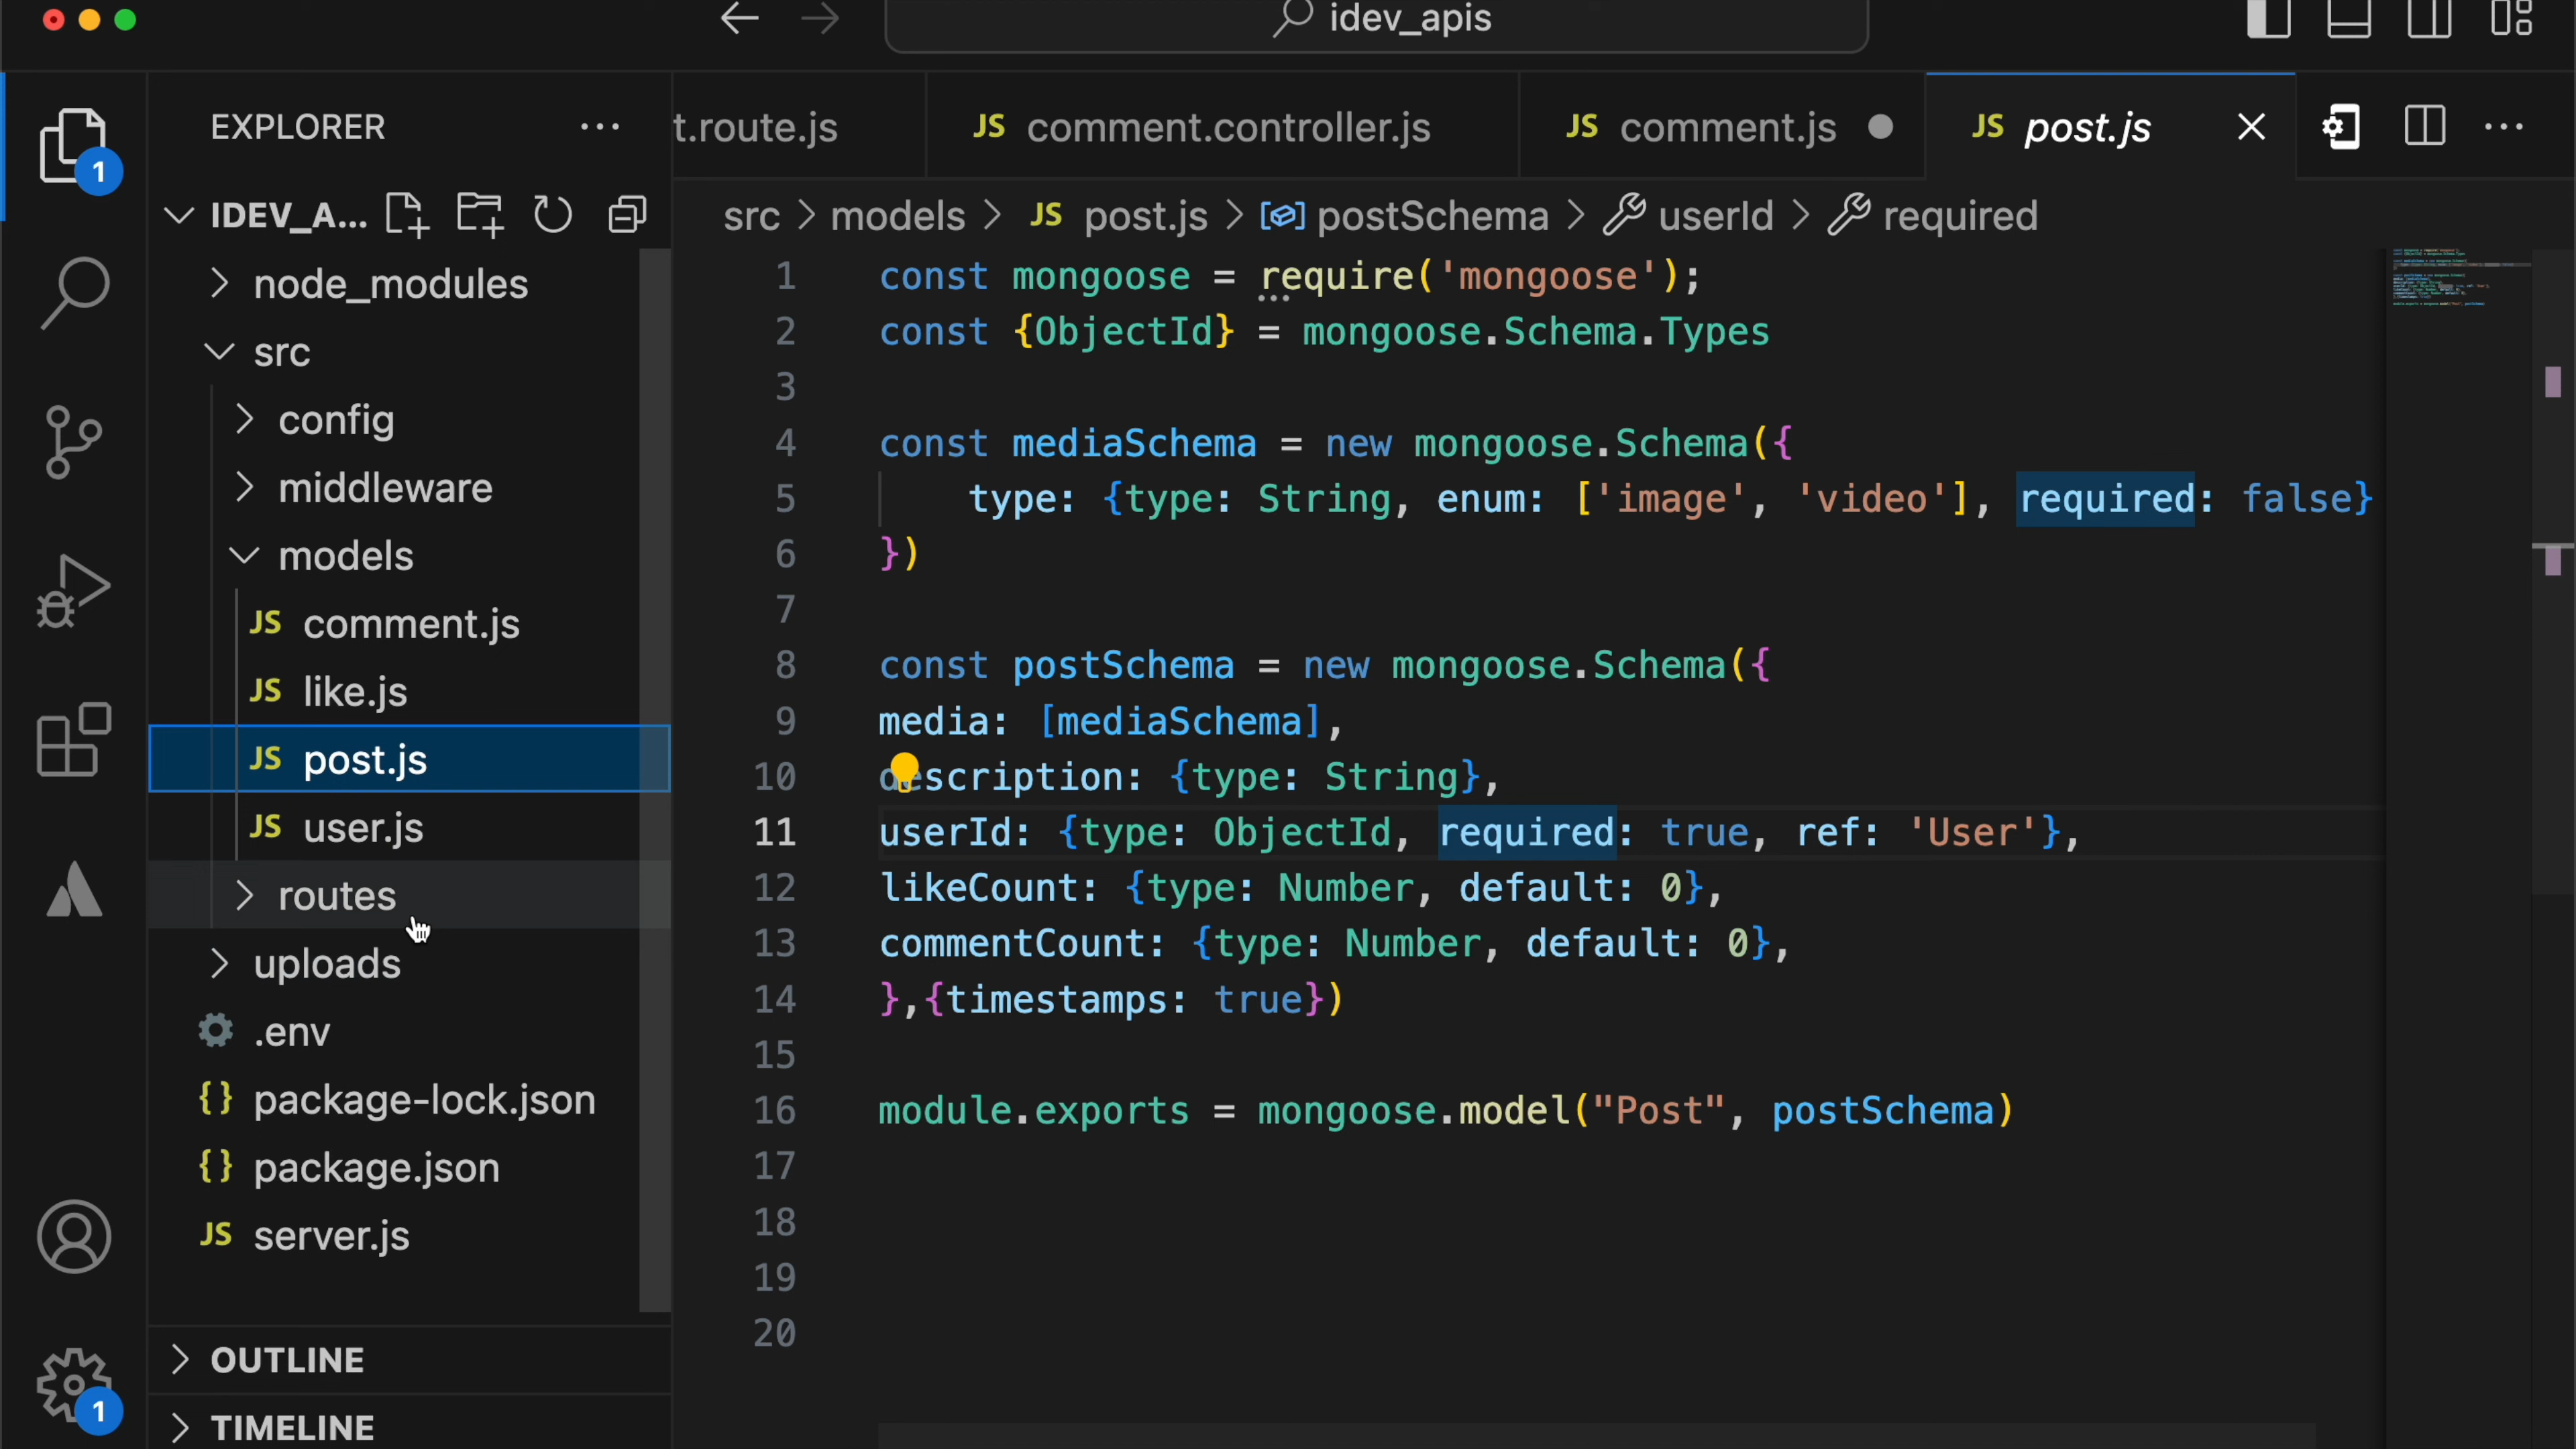 idev_apis
EXPLORER
t.route.js
JS comment.controller.js
JS comment.js
JS post.js
1
IDEV_A...
src > models > JS post.js > postSchema > userId > required
node_modules
src
config
middleware
models
JS comment.js
JS like.js
JS post.js
JS user.js
routes
uploads
.env
{} package-lock.json
{} package.json
JS server.js
OUTLINE
TIMELINE
1
1 const mongoose = require('mongoose');
2 const {ObjectId} = mongoose.Schema.Types
3
4 const mediaSchema = new mongoose.Schema({
5 type: {type: String, enum: ['image', 'video'], required: false}
6 })
7
8 const postSchema = new mongoose.Schema({
9 media: [mediaSchema],
10 description: {type: String},
11 userId: {type: ObjectId, required: true, ref: 'User'},
12 likeCount: {type: Number, default: 0},
13 commentCount: {type: Number, default: 0},
14 },{timestamps: true})
15
16 module.exports = mongoose.model("Post", postSchema)
17
18
19
20